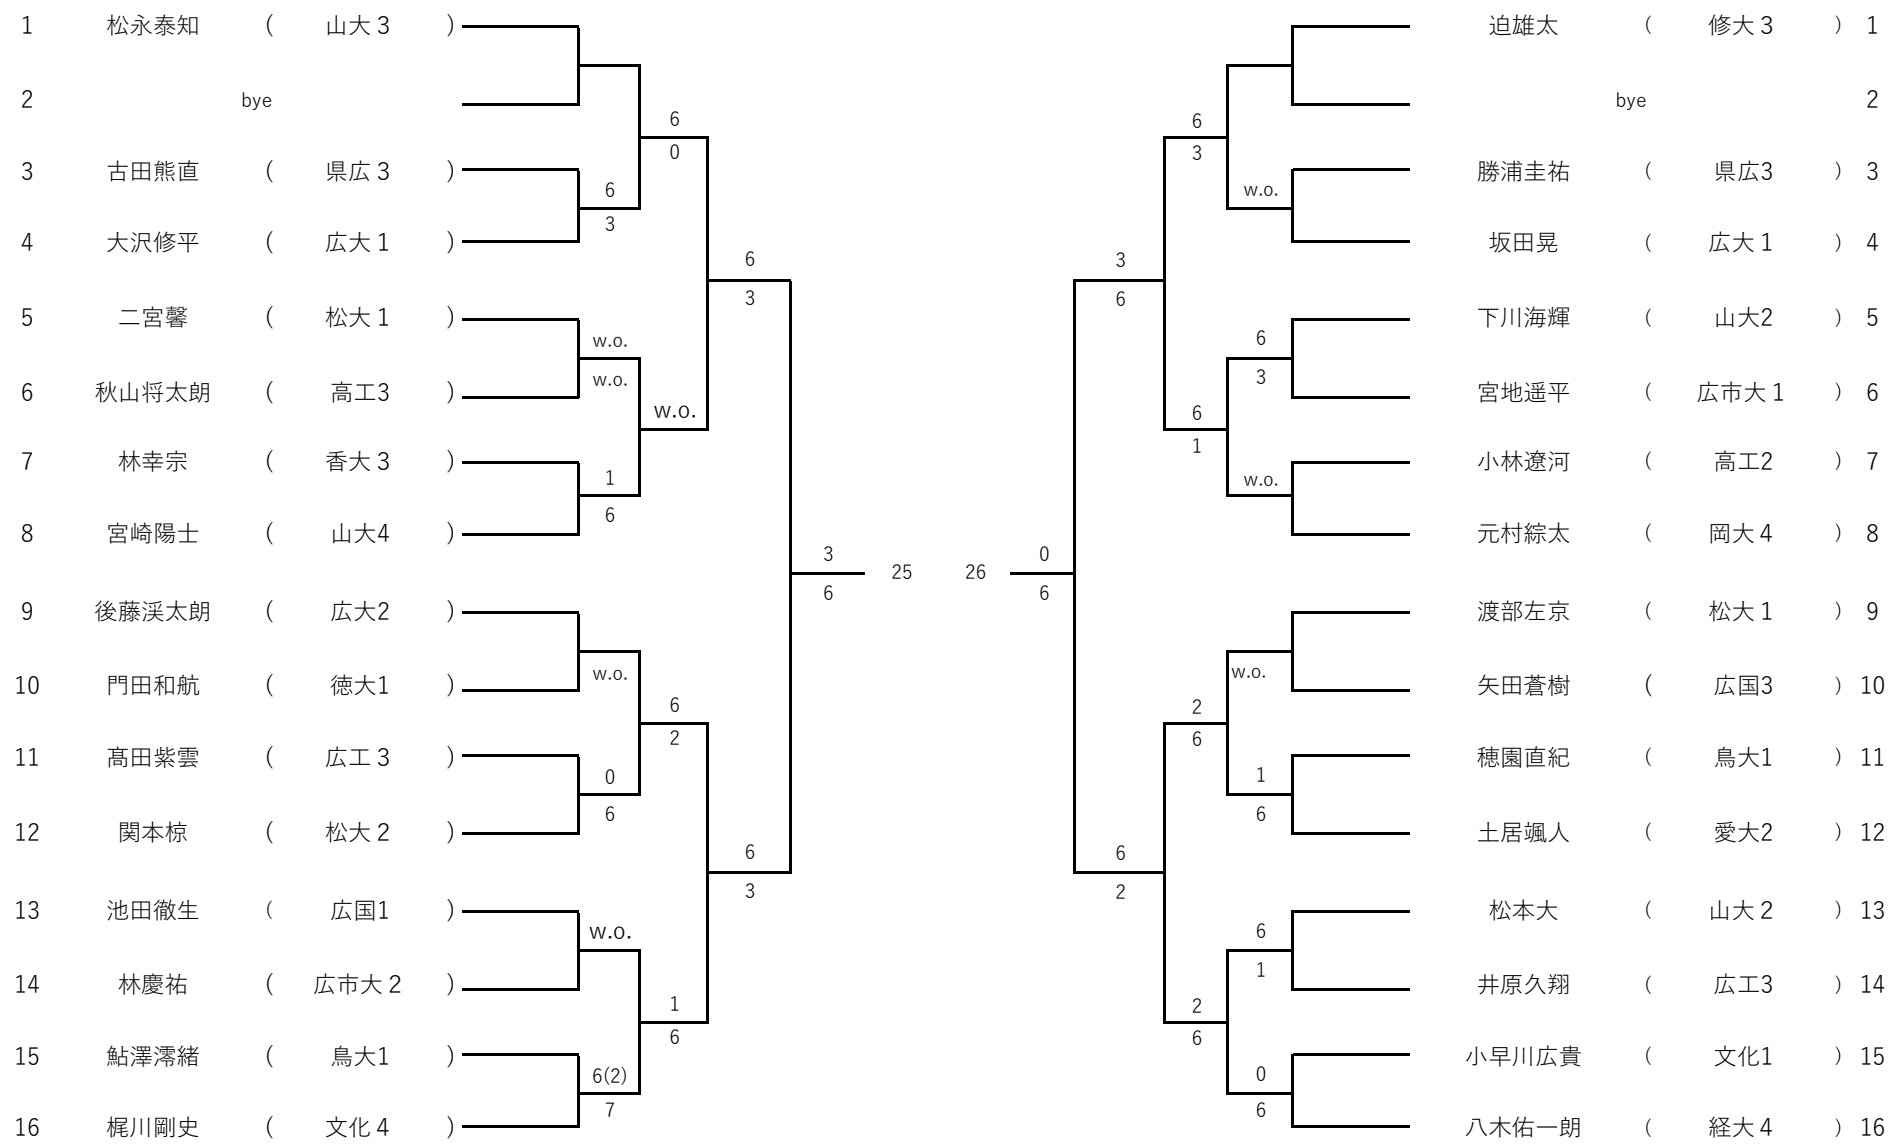 1 松永泰知 ( 山大３ ) 迫雄太 ( 修大３ ) 1
2 bye bye 2
6 6
0 3
3 古田熊直 ( 県広３ ) 勝浦圭祐 ( 県広3 ) 3
6 w.o.
3
4 大沢修平 ( 広大１ ) 坂田晃 ( 広大１ ) 4
6 3
3 6
5 二宮馨 ( 松大１ ) 下川海輝 ( 山大2 ) 5
w.o. 6
w.o. 3
6 秋山将太朗 ( 高工3 ) 宮地遥平 ( 広市大１ ) 6
w.o. 6
1
7 林幸宗 ( 香大３ ) 小林遼河 ( 高工2 ) 7
1 w.o.
6
8 宮崎陽士 ( 山大4 ) 元村綜太 ( 岡大４ ) 8
3 0
25 26
6 6
9 後藤渓太朗 ( 広大2 ) 渡部左京 ( 松大１ ) 9
w.o. w.o.
10 門田和航 ( 徳大1 ) 矢田蒼樹 ( 広国3 ) 10
6 2
2 6
11 髙田紫雲 ( 広工３ ) 穂園直紀 ( 鳥大1 ) 11
0 1
6 6
12 関本椋 ( 松大２ ) 土居颯人 ( 愛大2 ) 12
6 6
3 2
13 池田徹生 ( 広国1 ) 松本大 ( 山大２ ) 13
w.o. 6
1
14 林慶祐 ( 広市大２ ) 井原久翔 ( 広工3 ) 14
1 2
6 6
15 鮎澤澪緒 ( 鳥大1 ) 小早川広貴 ( 文化1 ) 15
6(2) 0
7 6
16 梶川剛史 ( 文化４ ) 八木佑一朗 ( 経大４ ) 16